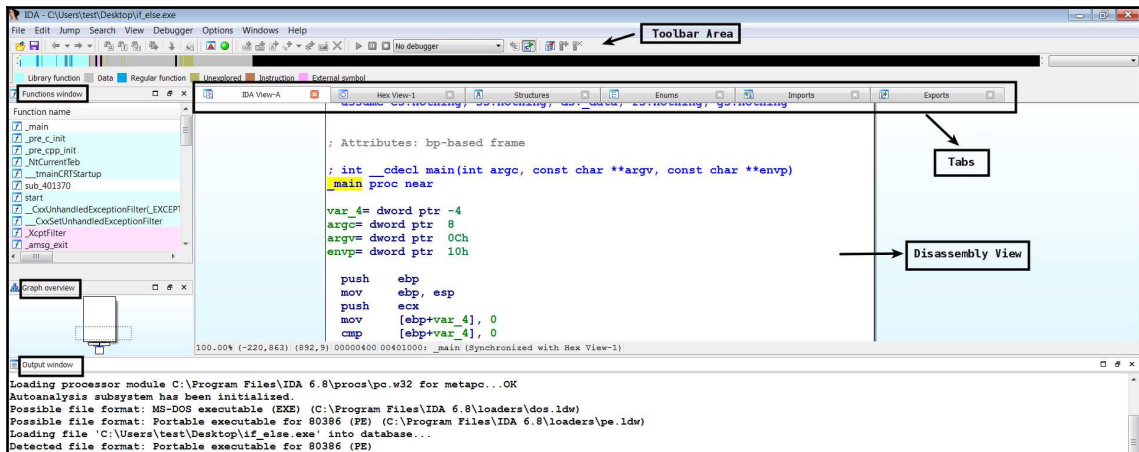 IDA - C:\Users\test\Desktop\if_else.exe
File Edit Jump Search View Debugger Options Windows Help
No debugger
Toolbar Area
Library function Data Regular function Unexplored Instruction External symbol
Functions window
IDA View-A Hex View-1 Structures Enums Imports Exports
Function name
_main
_pre_c_init
_pre_cpp_init
_NtCurrentTeb
__tmainCRTStartup
sub_401370
start
__CxxUnhandledExceptionFilter(_EXCEPT
___CxxSetUnhandledExceptionFilter
_XcptFilter
_amsg_exit
Graph overview
; Attributes: bp-based frame
; int __cdecl main(int argc, const char **argv, const char **envp)
_main proc near
var_4= dword ptr -4
argc= dword ptr 8
argv= dword ptr 0Ch
envp= dword ptr 10h
push ebp
mov ebp, esp
push ecx
mov [ebp+var_4], 0
cmp [ebp+var_4], 0
100.00% (-220,863) (892,9) 00000400 00401000: _main (Synchronized with Hex View-1)
Tabs
Disassembly View
Output window
Loading processor module C:\Program Files\IDA 6.8\procs\pc.w32 for metapc...OK
Autoanalysis subsystem has been initialized.
Possible file format: MS-DOS executable (EXE) (C:\Program Files\IDA 6.8\loaders\dos.ldw)
Possible file format: Portable executable for 80386 (PE) (C:\Program Files\IDA 6.8\loaders\pe.ldw)
Loading file 'C:\Users\test\Desktop\if_else.exe' into database...
Detected file format: Portable executable for 80386 (PE)